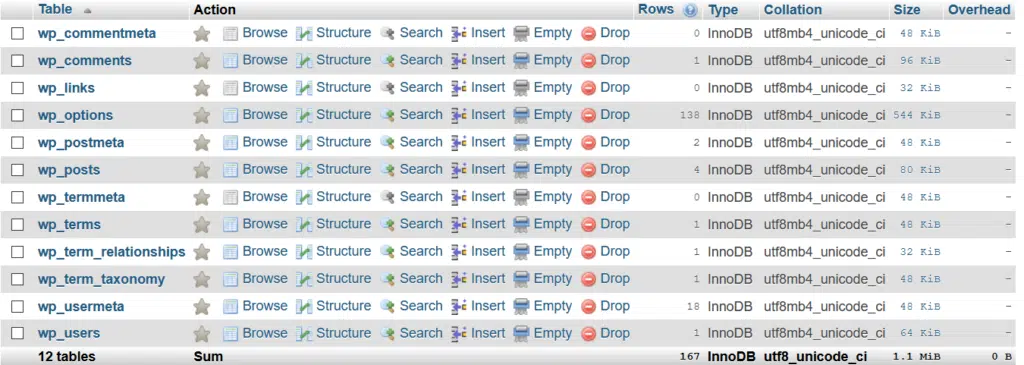 Table Action Rows Type Collation Size Overhead
wp_commentmeta Browse Structure Search Insert Empty Drop 0 InnoDB utf8mb4_unicode_ci 48 KiB -
wp_comments Browse Structure Search Insert Empty Drop 1 InnoDB utf8mb4_unicode_ci 96 KiB -
wp_links Browse Structure Search Insert Empty Drop 0 InnoDB utf8mb4_unicode_ci 32 KiB -
wp_options Browse Structure Search Insert Empty Drop 138 InnoDB utf8mb4_unicode_ci 544 KiB -
wp_postmeta Browse Structure Search Insert Empty Drop 2 InnoDB utf8mb4_unicode_ci 48 KiB -
wp_posts Browse Structure Search Insert Empty Drop 4 InnoDB utf8mb4_unicode_ci 80 KiB -
wp_termmeta Browse Structure Search Insert Empty Drop 0 InnoDB utf8mb4_unicode_ci 48 KiB -
wp_terms Browse Structure Search Insert Empty Drop 1 InnoDB utf8mb4_unicode_ci 48 KiB -
wp_term_relationships Browse Structure Search Insert Empty Drop 1 InnoDB utf8mb4_unicode_ci 32 KiB -
wp_term_taxonomy Browse Structure Search Insert Empty Drop 1 InnoDB utf8mb4_unicode_ci 48 KiB -
wp_usermeta Browse Structure Search Insert Empty Drop 18 InnoDB utf8mb4_unicode_ci 48 KiB -
wp_users Browse Structure Search Insert Empty Drop 1 InnoDB utf8mb4_unicode_ci 64 KiB -
12 tables Sum 167 InnoDB utf8_unicode_ci 1.1 MiB 0 B